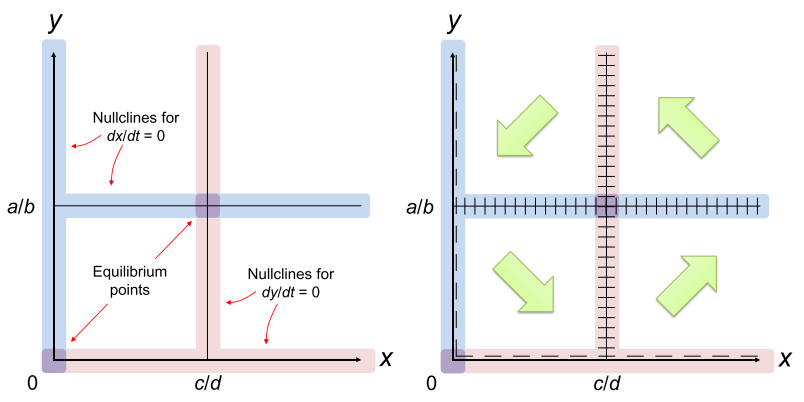 y
Nullclines for
dx/dt = 0
a/b
Equilibrium
points
Nullclines for
dy/dt = 0
x
0
c/d
y
a/b
x
0
c/d